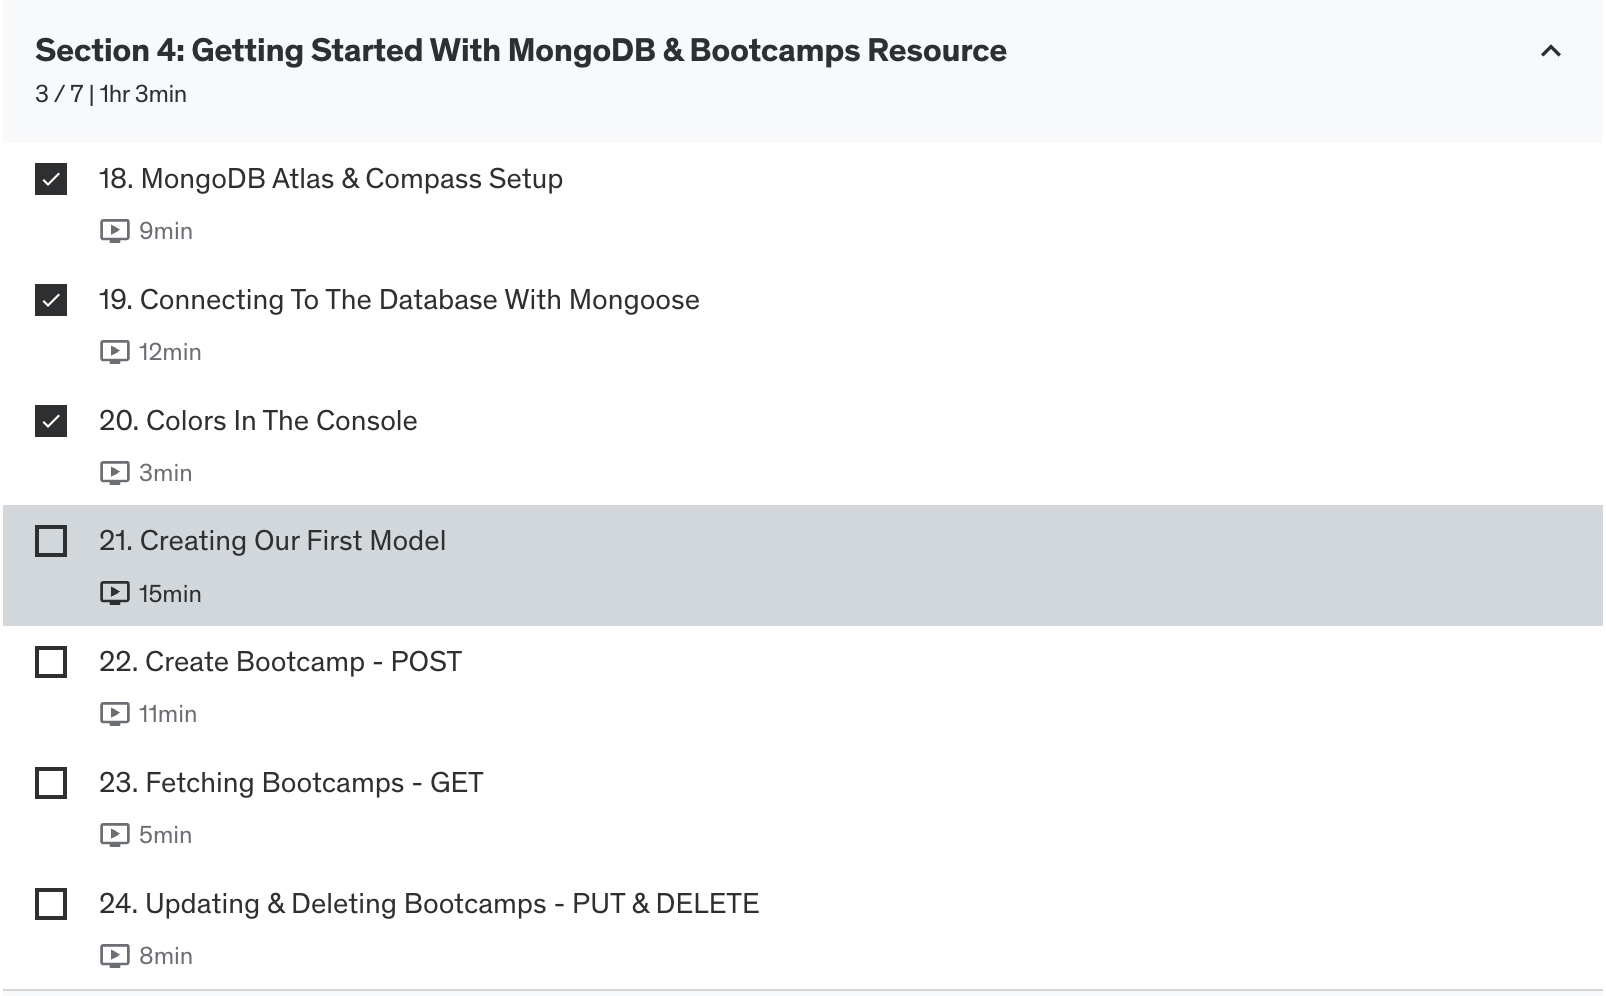 Section 4: Getting Started With MongoDB & Bootcamps Resource
3 / 7 | 1hr 3min
18. MongoDB Atlas & Compass Setup
9min
19. Connecting To The Database With Mongoose
12min
20. Colors In The Console
3min
21. Creating Our First Model
15min
22. Create Bootcamp - POST
11min
23. Fetching Bootcamps - GET
5min
24. Updating & Deleting Bootcamps - PUT & DELETE
8min